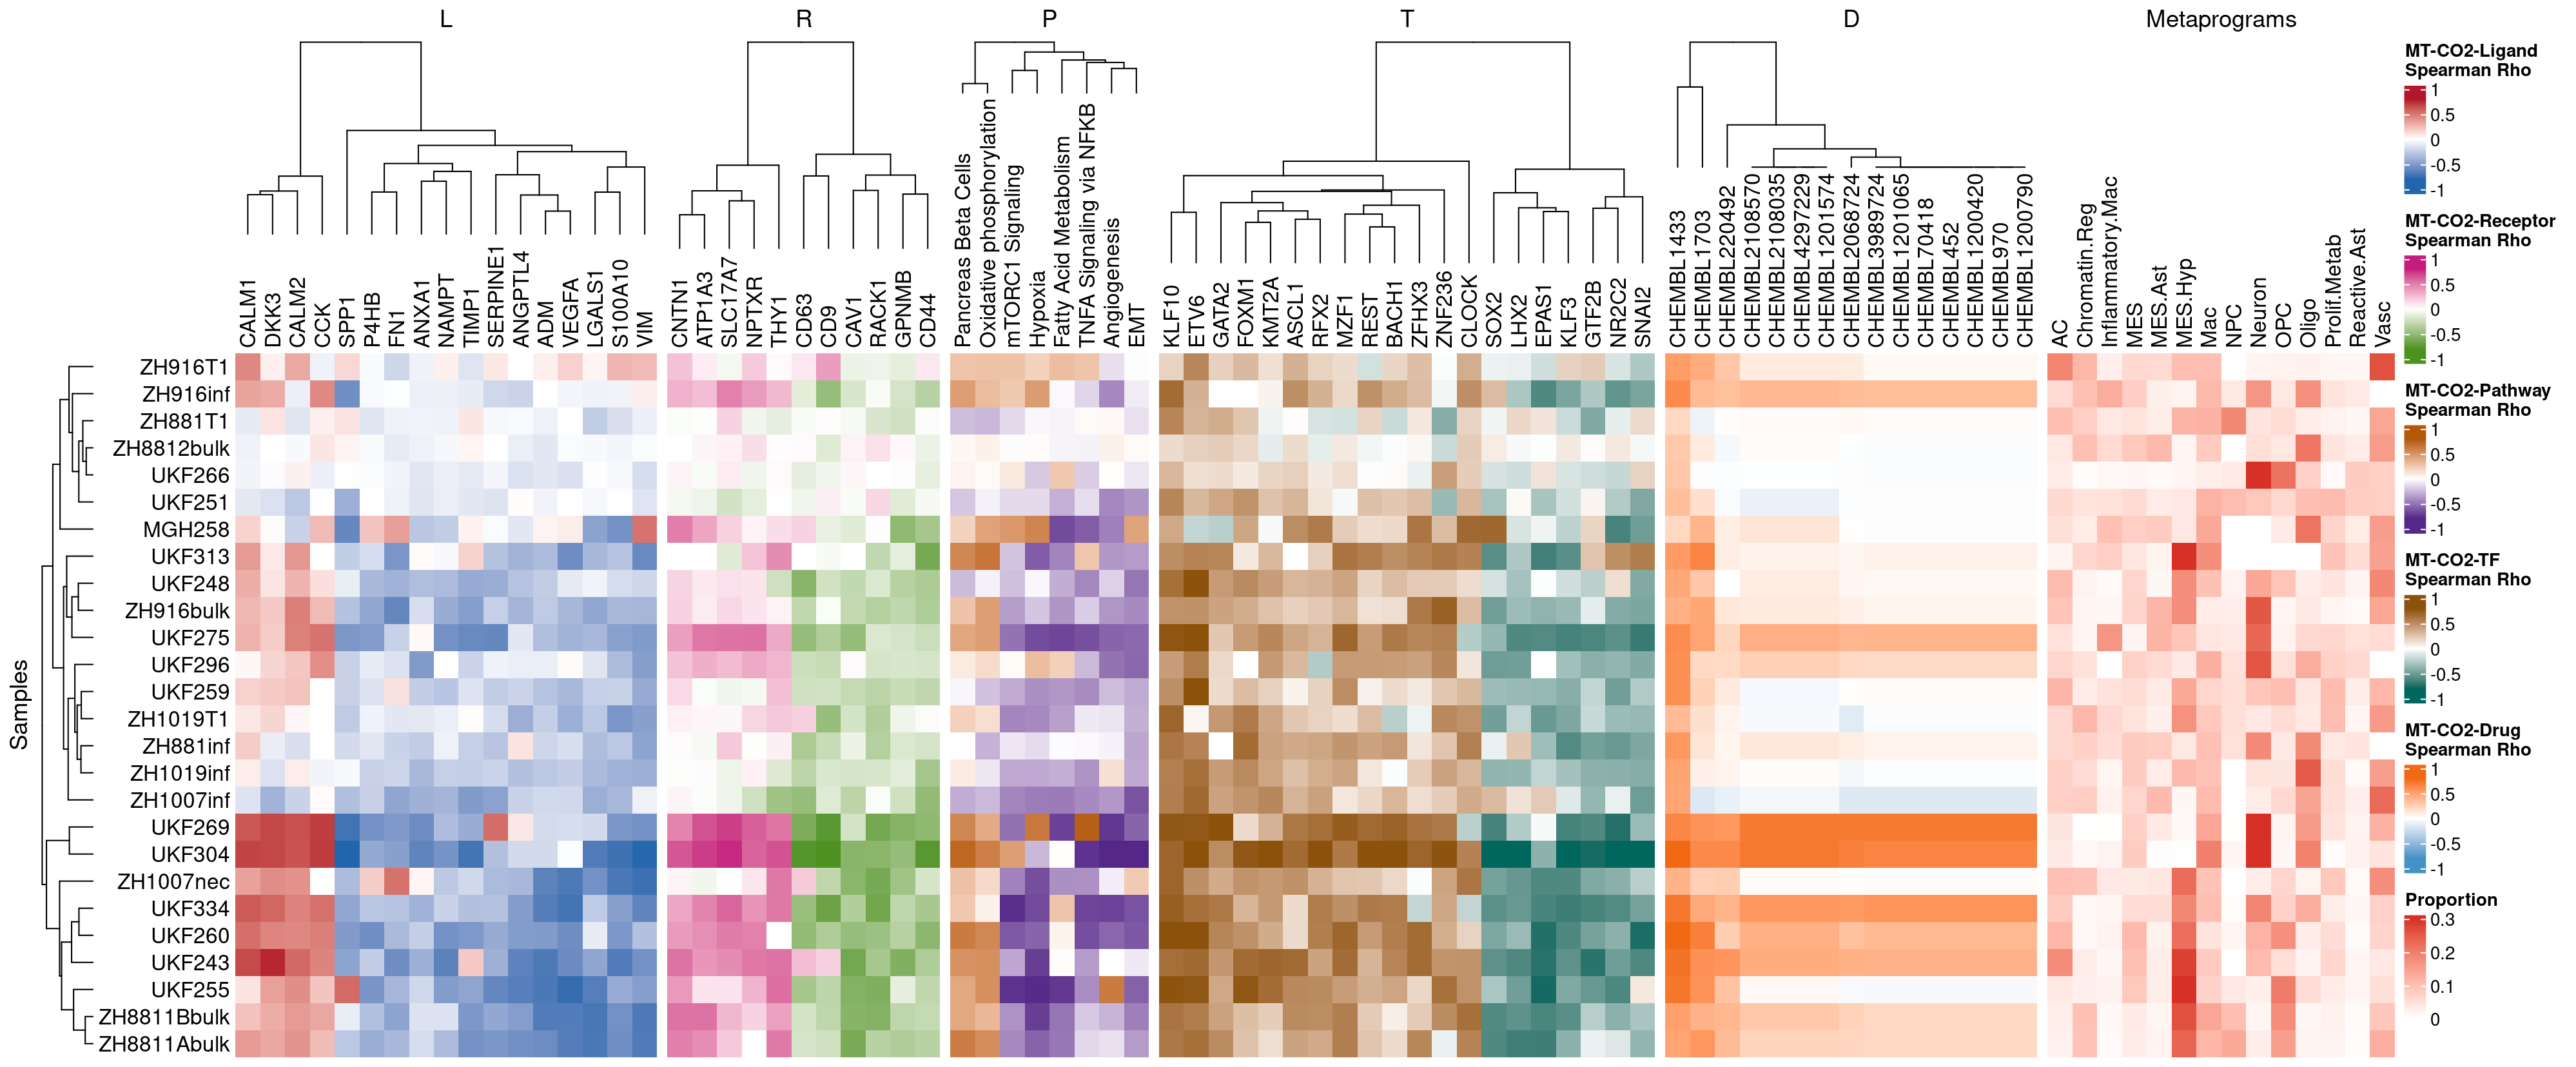 L
R
P
T
D
Metaprograms
CALM1
DKK3
CALM2
CCK
SPP1
P4HB
FN1
ANXA1
NAMPT
TIMP1
SERPINE1
ANGPTL4
ADM
VEGFA
LGALS1
S100A10
VIM
CNTN1
ATP1A3
SLC17A7
NPTXR
THY1
CD63
CD9
CAV1
RACK1
GPNMB
CD44
Pancreas Beta Cells
Oxidative phosphorylation
mTORC1 Signaling
Hypoxia
Fatty Acid Metabolism
TNFA Signaling via NFKB
Angiogenesis
EMT
KLF10
ETV6
GATA2
FOXM1
KMT2A
ASCL1
RFX2
MZF1
REST
BACH1
ZFHX3
ZNF236
CLOCK
SOX2
LHX2
EPAS1
KLF3
GTF2B
NR2C2
SNAI2
CHEMBL1433
CHEMBL1703
CHEMBL220492
CHEMBL2108570
CHEMBL2108035
CHEMBL4297229
CHEMBL1201574
CHEMBL2068724
CHEMBL3989724
CHEMBL1201065
CHEMBL70418
CHEMBL452
CHEMBL1200420
CHEMBL970
CHEMBL1200790
AC
Chromatin.Reg
Inflammatory.Mac
MES
MES.Ast
MES.Hyp
Mac
NPC
Neuron
OPC
Oligo
Prolif.Metab
Reactive.Ast
Vasc
Samples
ZH916T1
ZH916inf
ZH881T1
ZH8812bulk
UKF266
UKF251
MGH258
UKF313
UKF248
ZH916bulk
UKF275
UKF296
UKF259
ZH1019T1
ZH881inf
ZH1019inf
ZH1007inf
UKF269
UKF304
ZH1007nec
UKF334
UKF260
UKF243
UKF255
ZH8811Bbulk
ZH8811Abulk
MT-CO2-Ligand
Spearman Rho
1
0.5
0
-0.5
-1
MT-CO2-Receptor
Spearman Rho
1
0.5
0
-0.5
-1
MT-CO2-Pathway
Spearman Rho
1
0.5
0
-0.5
-1
MT-CO2-TF
Spearman Rho
1
0.5
0
-0.5
-1
MT-CO2-Drug
Spearman Rho
1
0.5
0
-0.5
-1
Proportion
0.3
0.2
0.1
0